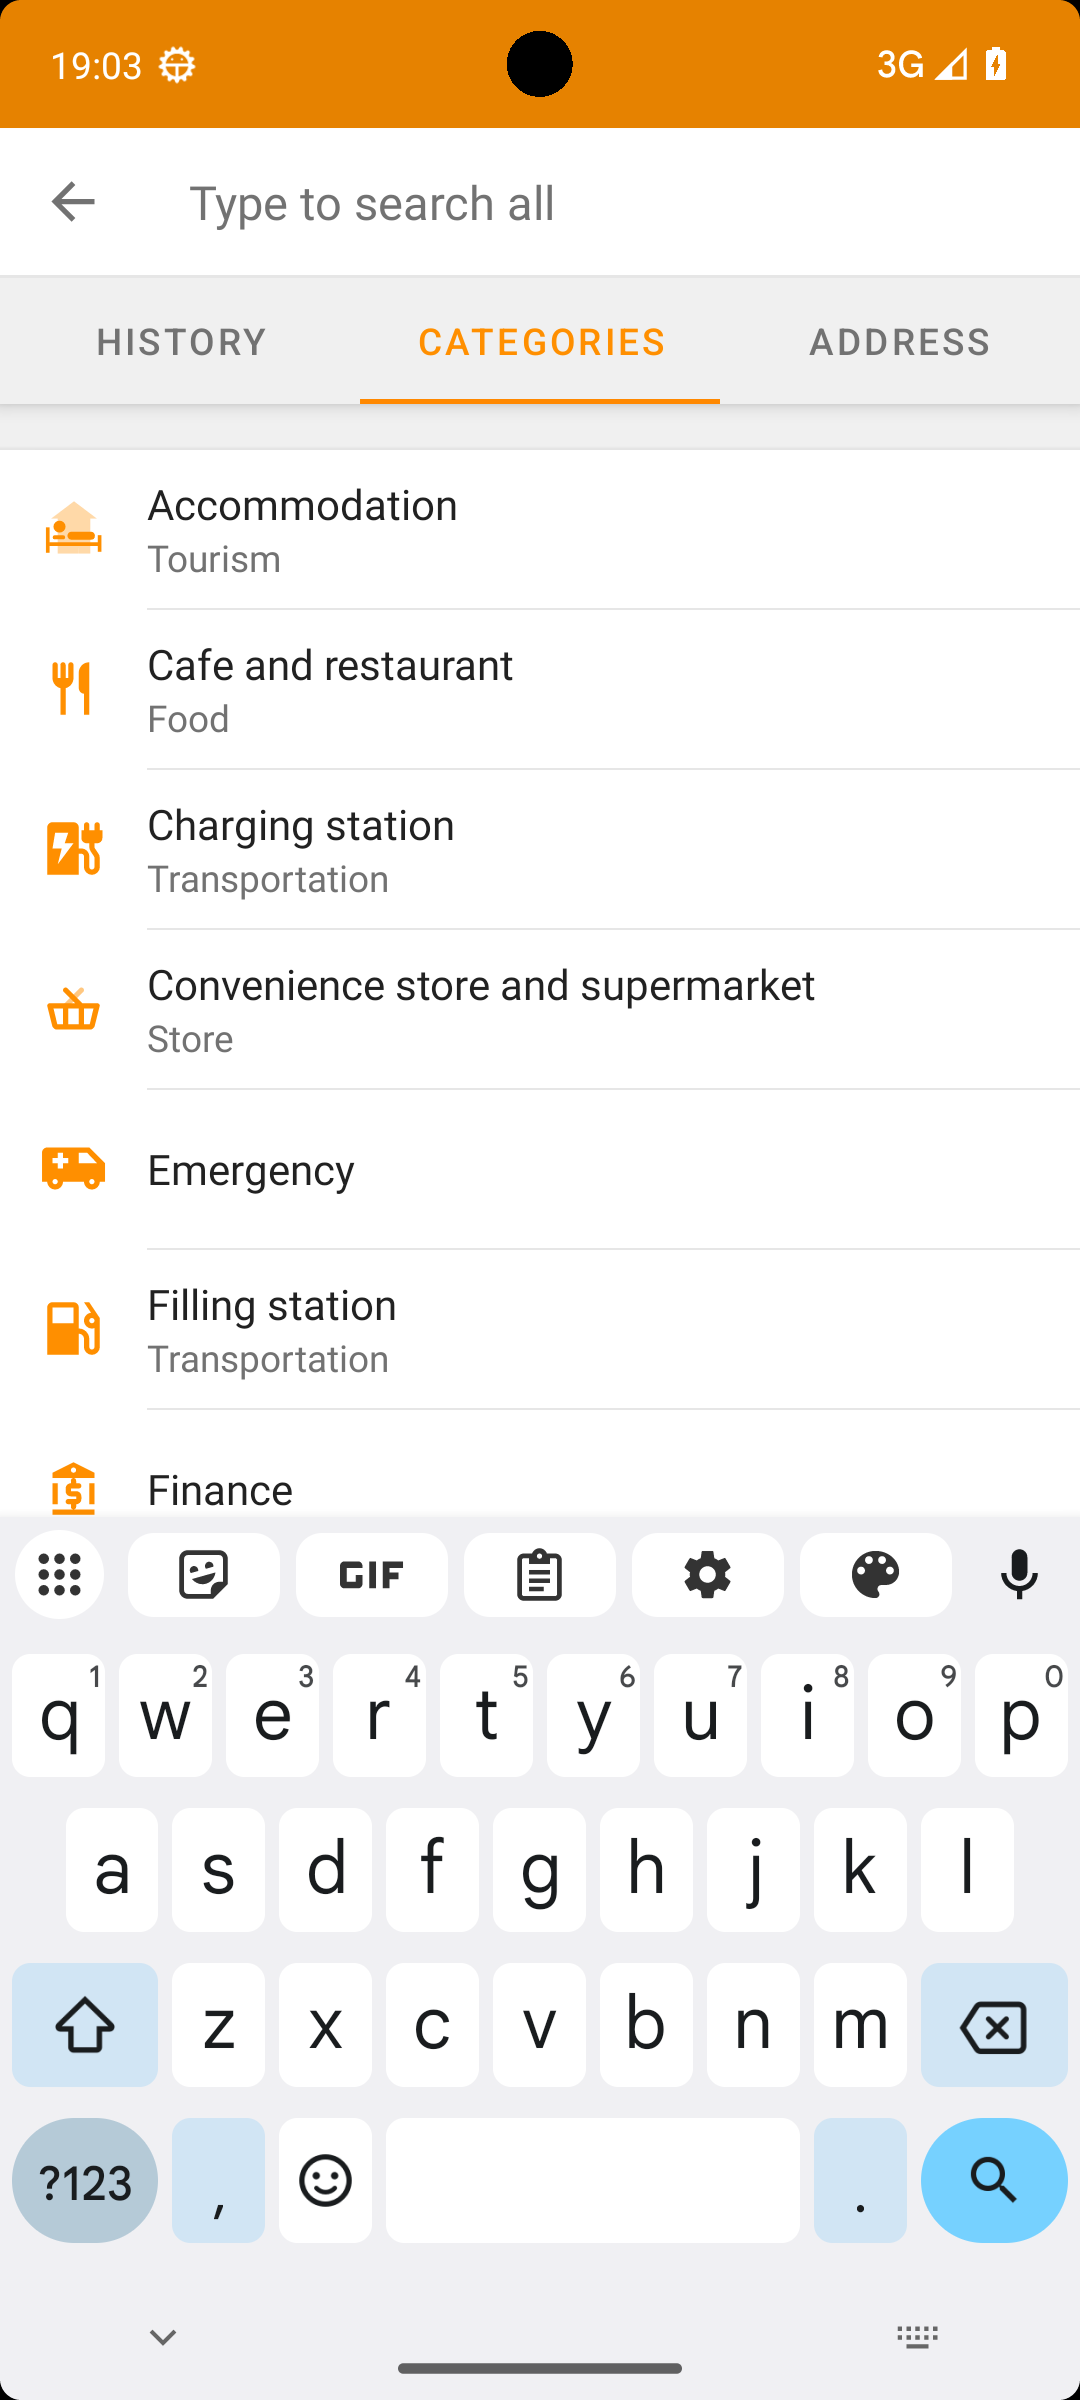 19:03 3G
Type to search all
HISTORY CATEGORIES ADDRESS
Accommodation
Tourism
Cafe and restaurant
Food
Charging station
Transportation
Convenience store and supermarket
Store
Emergency
Filling station
Transportation
Finance
GIF
q1 w2 e3 r4 t5 y6 u7 i8 o9 p0
a s d f g h j k l
z x c v b n m
?123 , .